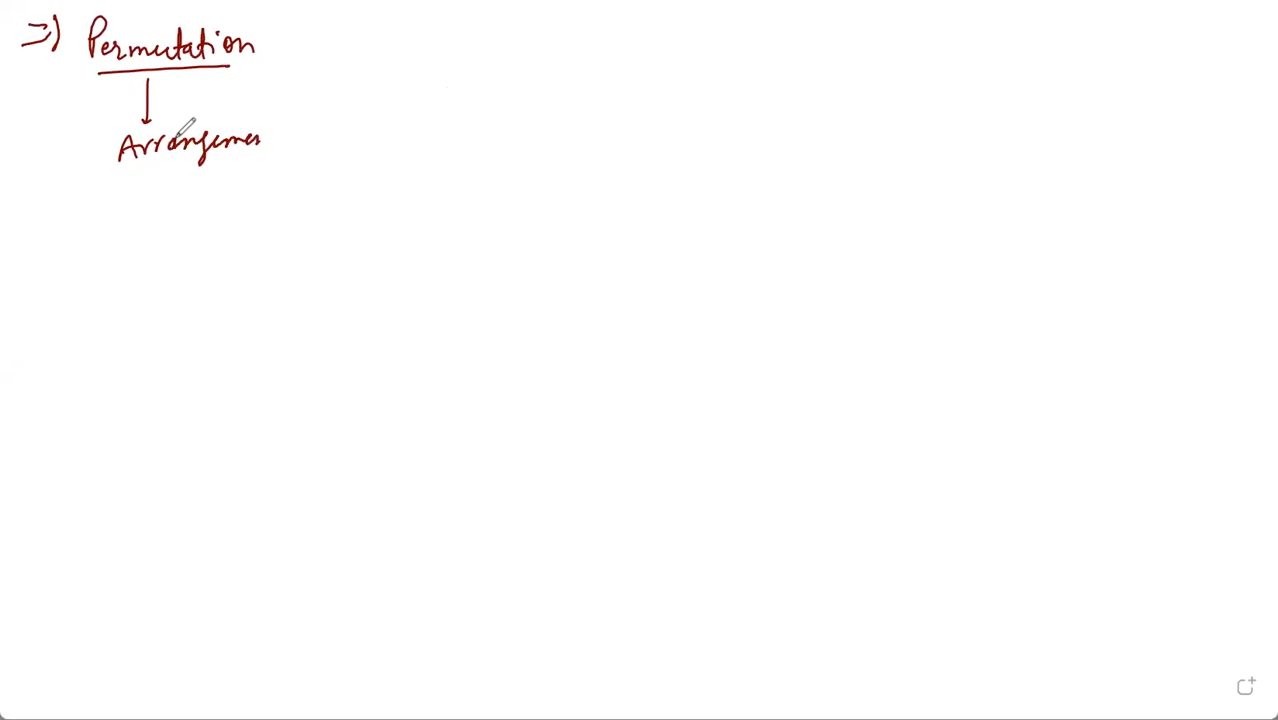 =) Permutation
↓
Arrangemen